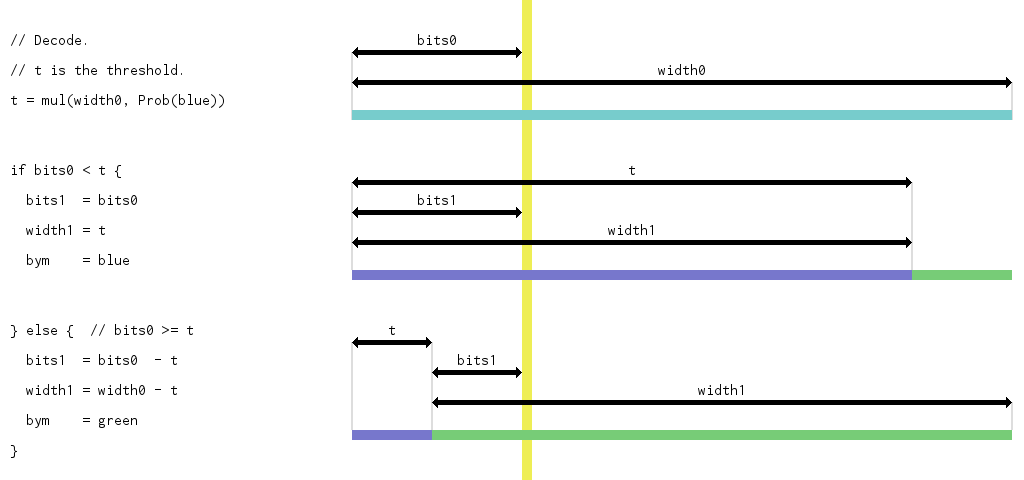 // Decode.
bits0
// t is the threshold.
width0
t = mul(width0, Prob(blue))
if bits0 < t {
t
bits1  = bits0
bits1
width1 = t
width1
bym    = blue
} else {  // bits0 >= t
t
bits1  = bits0  - t
bits1
width1 = width0 - t
width1
bym    = green
}